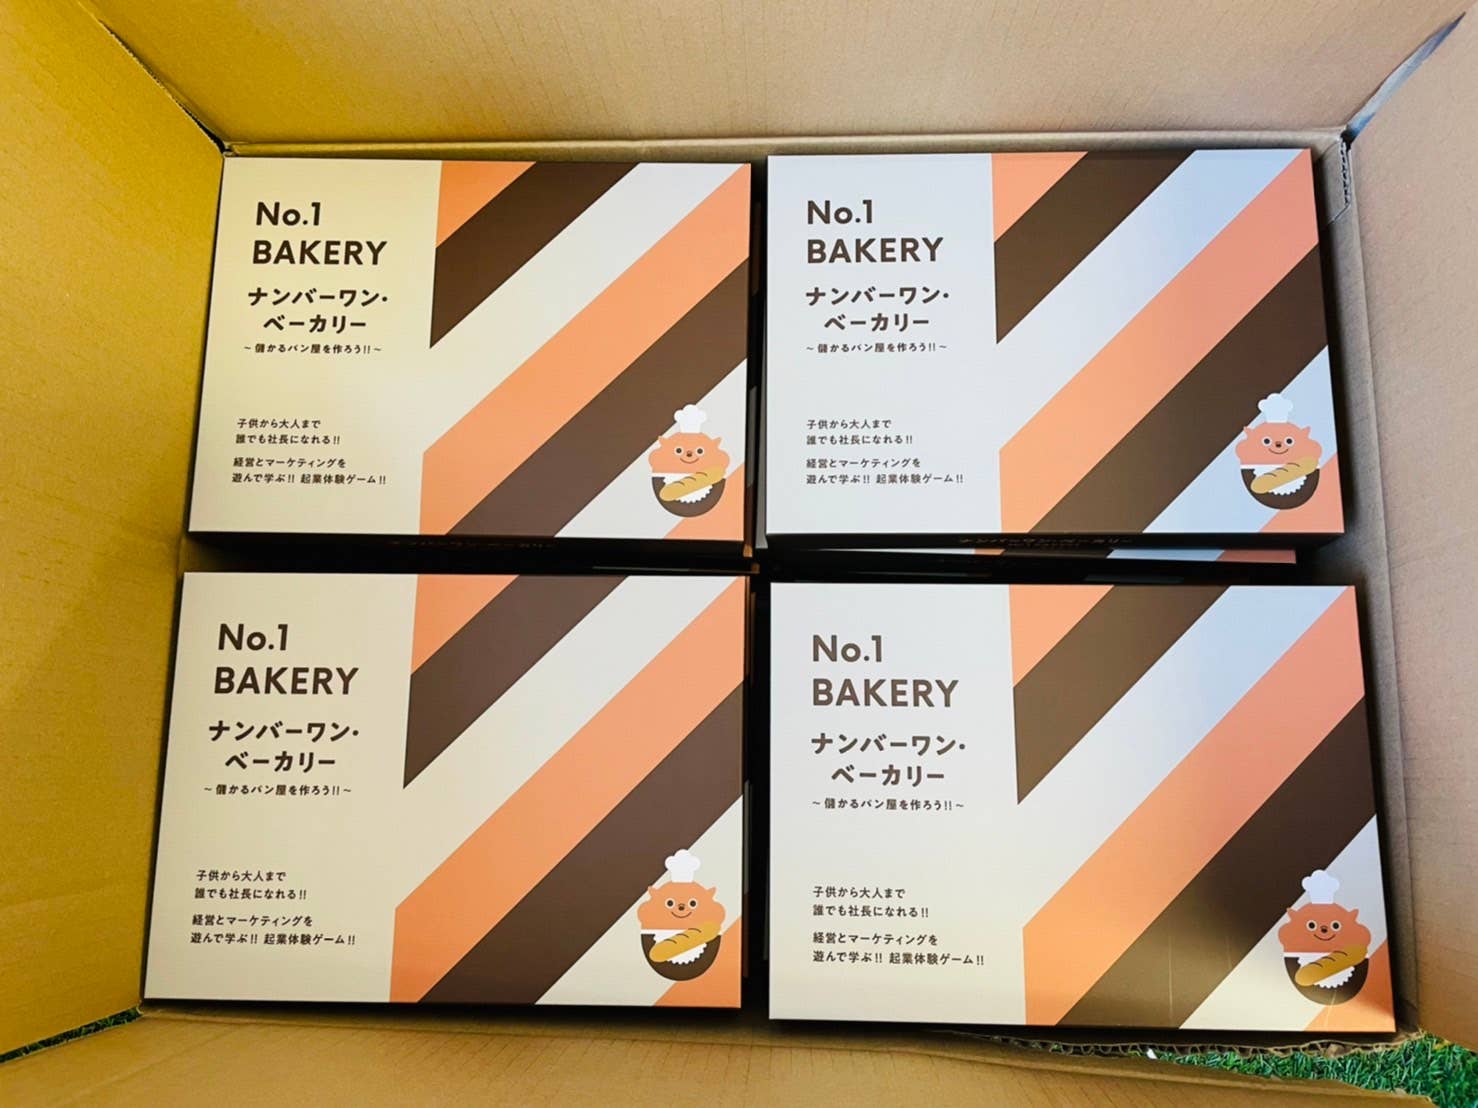 No.1
BAKERY
ナンバーワン・
ベーカリー
～儲かるパン屋を作ろう!!～
子供から大人まで
誰でも社長になれる!!
経営とマーケティングを
遊んで学ぶ!! 起業体験ゲーム!!
No.1
BAKERY
ナンバーワン・
ベーカリー
～儲かるパン屋を作ろう!!～
子供から大人まで
誰でも社長になれる!!
経営とマーケティングを
遊んで学ぶ!! 起業体験ゲーム!!
No.1
BAKERY
ナンバーワン・
ベーカリー
～儲かるパン屋を作ろう!!～
子供から大人まで
誰でも社長になれる!!
経営とマーケティングを
遊んで学ぶ!! 起業体験ゲーム!!
No.1
BAKERY
ナンバーワン・
ベーカリー
～儲かるパン屋を作ろう!!～
子供から大人まで
誰でも社長になれる!!
経営とマーケティングを
遊んで学ぶ!! 起業体験ゲーム!!